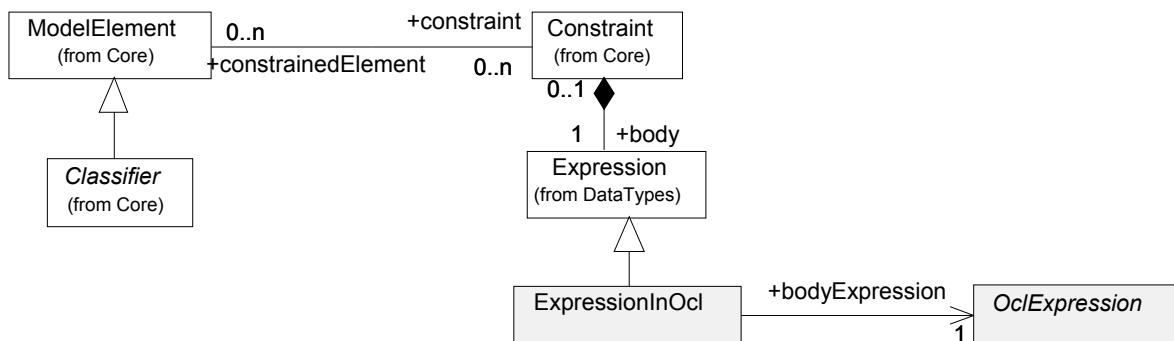 ModelElement
(from Core)
0..n
+constraint
+constrainedElement
0..n
Constraint
(from Core)
0..1
1
+body
Classifier
(from Core)
Expression
(from DataTypes)
ExpressionInOcl
+bodyExpression
1
OclExpression